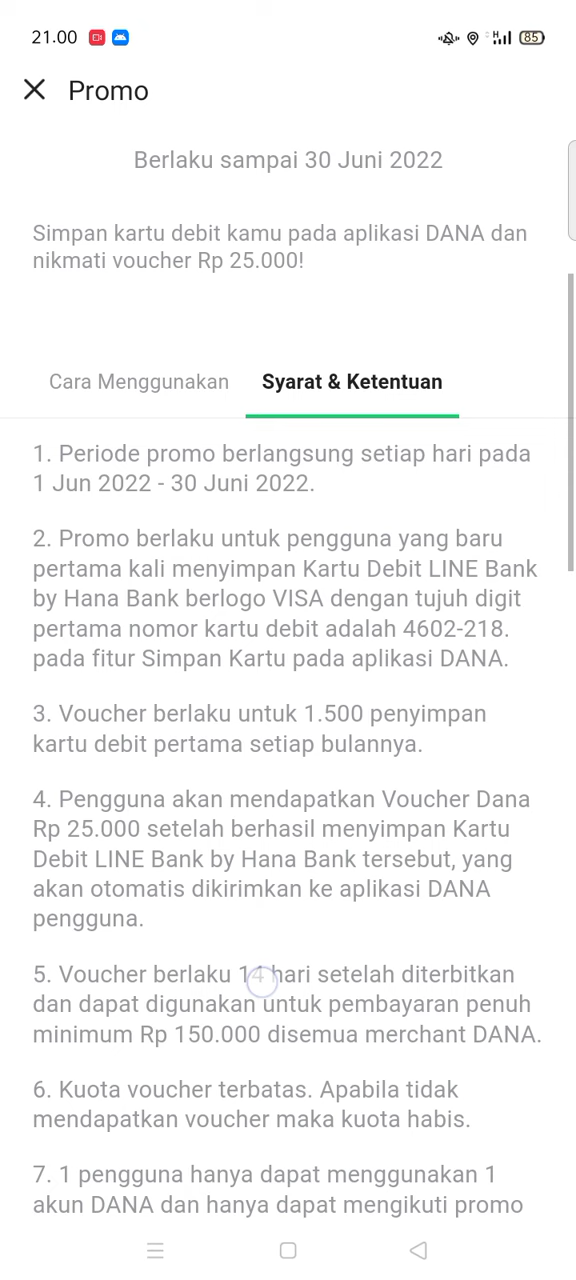 21.00
H
85
Promo
Berlaku sampai 30 Juni 2022
Simpan kartu debit kamu pada aplikasi DANA dan
nikmati voucher Rp 25.000!
Cara Menggunakan
Syarat & Ketentuan
1. Periode promo berlangsung setiap hari pada
1 Jun 2022 - 30 Juni 2022.
2. Promo berlaku untuk pengguna yang baru
pertama kali menyimpan Kartu Debit LINE Bank
by Hana Bank berlogo VISA dengan tujuh digit
pertama nomor kartu debit adalah 4602-218.
pada fitur Simpan Kartu pada aplikasi DANA.
3. Voucher berlaku untuk 1.500 penyimpan
kartu debit pertama setiap bulannya.
4. Pengguna akan mendapatkan Voucher Dana
Rp 25.000 setelah berhasil menyimpan Kartu
Debit LINE Bank by Hana Bank tersebut, yang
akan otomatis dikirimkan ke aplikasi DANA
pengguna.
5. Voucher berlaku 14 hari setelah diterbitkan
dan dapat digunakan untuk pembayaran penuh
minimum Rp 150.000 disemua merchant DANA.
6. Kuota voucher terbatas. Apabila tidak
mendapatkan voucher maka kuota habis.
7. 1 pengguna hanya dapat menggunakan 1
akun DANA dan hanya dapat mengikuti promo